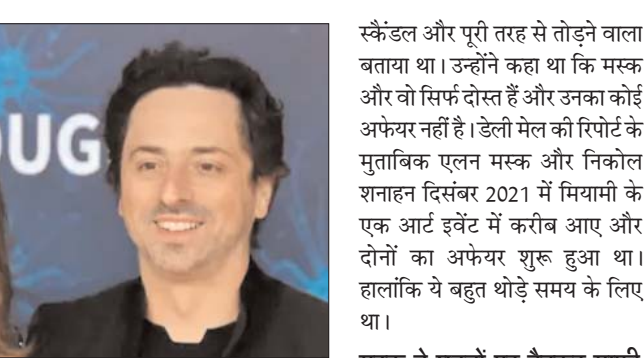 OUG
स्कैंडल और पूरी तरह से तोड़ने वाला
बताया था। उन्होंने कहा था कि मस्क
और वो सिर्फ दोस्त हैं और उनका कोई
अफेयर नहीं है। डेली मेल की रिपोर्ट के
मुताबिक एलन मस्क और निकोल
शनाहन दिसंबर 2021 में मियामी के
एक आर्ट इवेंट में करीब आए और
दोनों का अफेयर शुरू हुआ था।
हालांकि ये बहुत थोड़े समय के लिए
था।